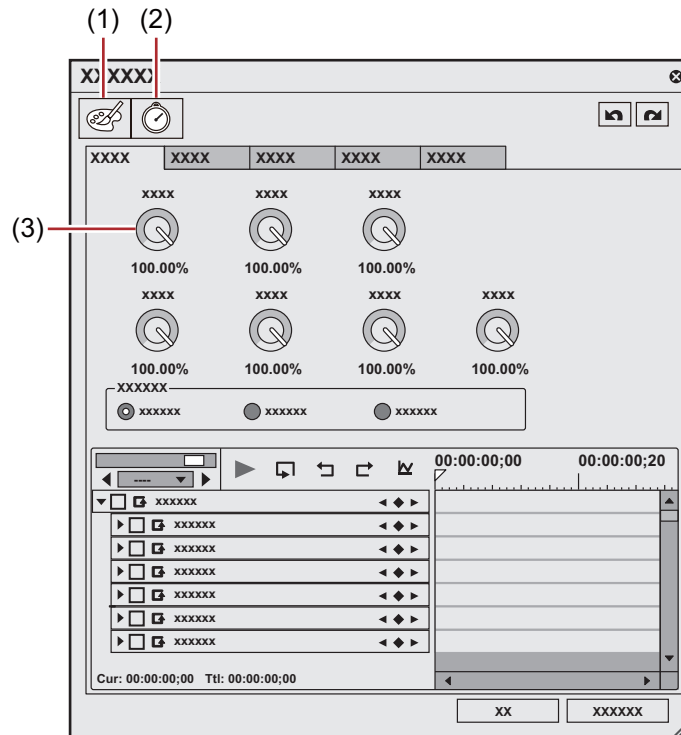 (1) (2)
XXXXXX
XXXX XXXX XXXX XXXX XXXX
xxxx xxxx xxxx
(3)
100.00% 100.00% 100.00%
xxxx xxxx xxxx xxxx
100.00% 100.00% 100.00% 100.00%
XXXXXX
xxxxxx xxxxxx xxxxxx
00:00:00;00 00:00:00;20
----
xxxxxx
xxxxxx
xxxxxx
xxxxxx
xxxxxx
xxxxxx
xxxxxx
Cur: 00:00:00;00 Ttl: 00:00:00;00
XX XXXXXX